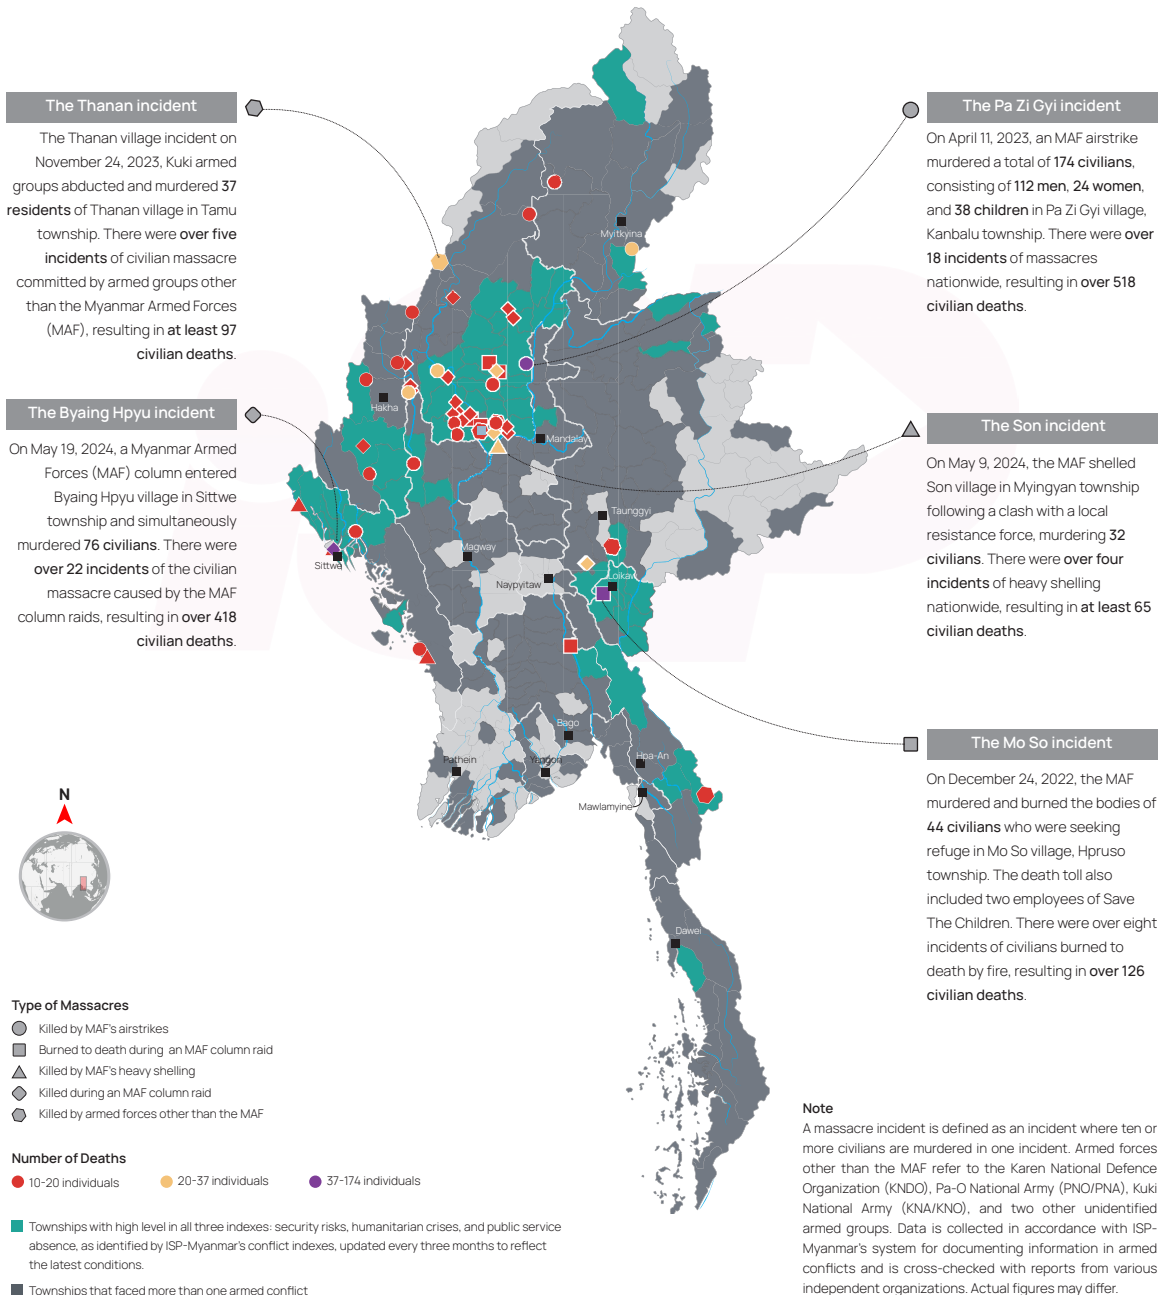 The Thanan incident
The Thanan village incident on
November 24, 2023, Kuki armed
groups abducted and murdered 37
residents of Thanan village in Tamu
township. There were over five
incidents of civilian massacre
committed by armed groups other
than the Myanmar Armed Forces
(MAF), resulting in at least 97
civilian deaths.
The Byaing Hpyu incident
On May 19, 2024, a Myanmar Armed
Forces (MAF) column entered
Byaing Hpyu village in Sittwe
township and simultaneously
murdered 76 civilians. There were
over 22 incidents of the civilian
massacre caused by the MAF
column raids, resulting in over 418
civilian deaths.
The Pa Zi Gyi incident
On April 11, 2023, an MAF airstrike
murdered a total of 174 civilians,
consisting of 112 men, 24 women,
and 38 children in Pa Zi Gyi village,
Kanbalu township. There were over
18 incidents of massacres
nationwide, resulting in over 518
civilian deaths.
The Son incident
On May 9, 2024, the MAF shelled
Son village in Myingyan township
following a clash with a local
resistance force, murdering 32
civilians. There were over four
incidents of heavy shelling
nationwide, resulting in at least 65
civilian deaths.
The Mo So incident
On December 24, 2022, the MAF
murdered and burned the bodies of
44 civilians who were seeking
refuge in Mo So village, Hpruso
township. The death toll also
included two employees of Save
The Children. There were over eight
incidents of civilians burned to
death by fire, resulting in over 126
civilian deaths.
Myitkyina
Hakha
Mandalay
Taunggyi
Sittwe
Magway
Naypyitaw
Loikaw
Bago
Pathein
Yangon
Hpa-An
Mawlamyine
Dawei
N
Type of Massacres
Killed by MAF's airstrikes
Burned to death during an MAF column raid
Killed by MAF's heavy shelling
Killed during an MAF column raid
Killed by armed forces other than the MAF
Number of Deaths
10-20 individuals
20-37 individuals
37-174 individuals
Townships with high level in all three indexes: security risks, humanitarian crises, and public service
absence, as identified by ISP-Myanmar's conflict indexes, updated every three months to reflect
the latest conditions.
Townships that faced more than one armed conflict
Note
A massacre incident is defined as an incident where ten or
more civilians are murdered in one incident. Armed forces
other than the MAF refer to the Karen National Defence
Organization (KNDO), Pa-O National Army (PNO/PNA), Kuki
National Army (KNA/KNO), and two other unidentified
armed groups. Data is collected in accordance with ISP-
Myanmar's system for documenting information in armed
conflicts and is cross-checked with reports from various
independent organizations. Actual figures may differ.